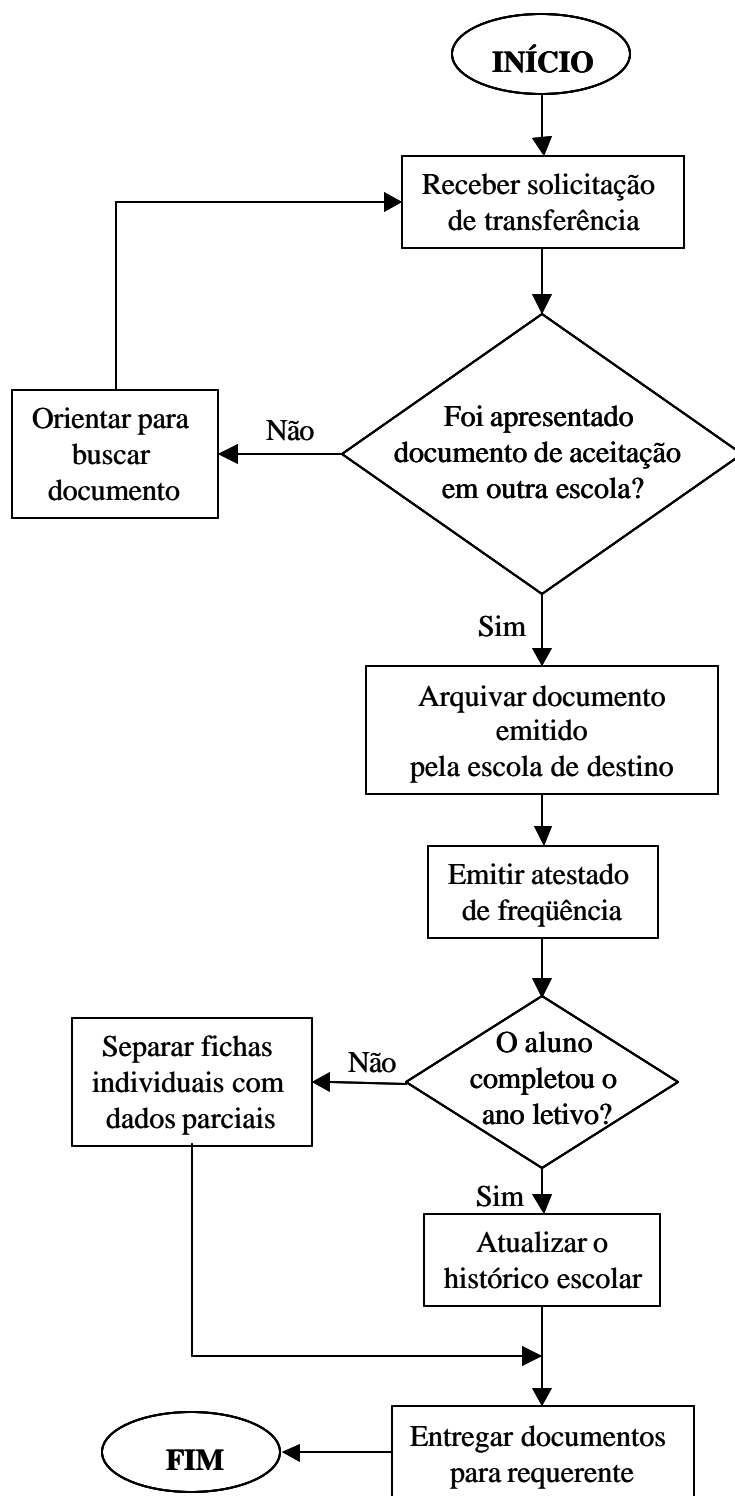 INÍCIO
Receber solicitação
de transferência
Foi apresentado
documento de aceitação
em outra escola?
Não
Orientar para
buscar
documento
Sim
Arquivar documento
emitido
pela escola de destino
Emitir atestado
de freqüência
O aluno
completou o
ano letivo?
Não
Separar fichas
individuais com
dados parciais
Sim
Atualizar o
histórico escolar
Entregar documentos
para requerente
FIM